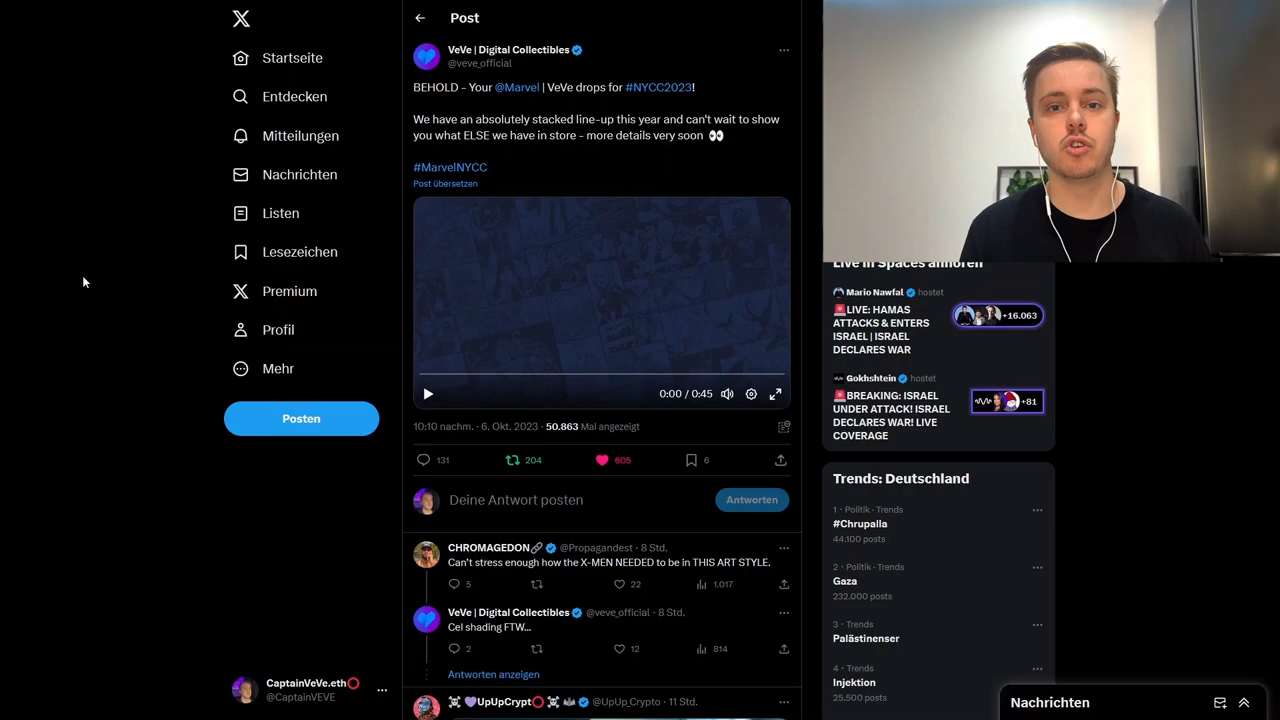 Startseite
Entdecken
Mitteilungen
Nachrichten
Listen
Lesezeichen
Premium
Profil
Mehr
Posten
CaptainVeVe.eth⭕
@CaptainVEVE
Post
VeVe | Digital Collectibles
@veve_official
BEHOLD - Your @Marvel | VeVe drops for #NYCC2023!
We have an absolutely stacked line-up this year and can't wait to show
you what ELSE we have in store - more details very soon 👀
#MarvelNYCC
Post übersetzen
0:00 / 0:45
10:10 nachm. · 6. Okt. 2023 · 50.863 Mal angezeigt
131 204 605 6
Deine Antwort posten
Antworten
CHROMAGEDON🔗 @Propagandest · 8 Std.
Can't stress enough how the X-MEN NEEDED to be in THIS ART STYLE.
5 22 1.017
VeVe | Digital Collectibles @veve_official · 8 Std.
Cel shading FTW...
2 12 814
Antworten anzeigen
☠️ 💜UpUpCrypt⭕ ☠️ 🦇 @UpUp_Crypto · 11 Std.
Live in Spaces anhören
Mario Nawfal hostet
🚨LIVE: HAMAS
ATTACKS & ENTERS
ISRAEL | ISRAEL
DECLARES WAR
+16.063
Gokhshtein hostet
🚨BREAKING: ISRAEL
UNDER ATTACK! ISRAEL
DECLARES WAR! LIVE
COVERAGE
+81
Trends: Deutschland
1 · Politik · Trends
#Chrupalla
44.100 posts
2 · Politik · Trends
Gaza
232.000 posts
3 · Trends
Palästinenser
4 · Trends
Injektion
25.500 posts
Nachrichten